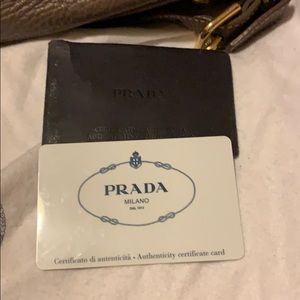 PRADA
PRADA
MILANO
DAL 1913
Certificato di autenticità • Authenticity certificate card